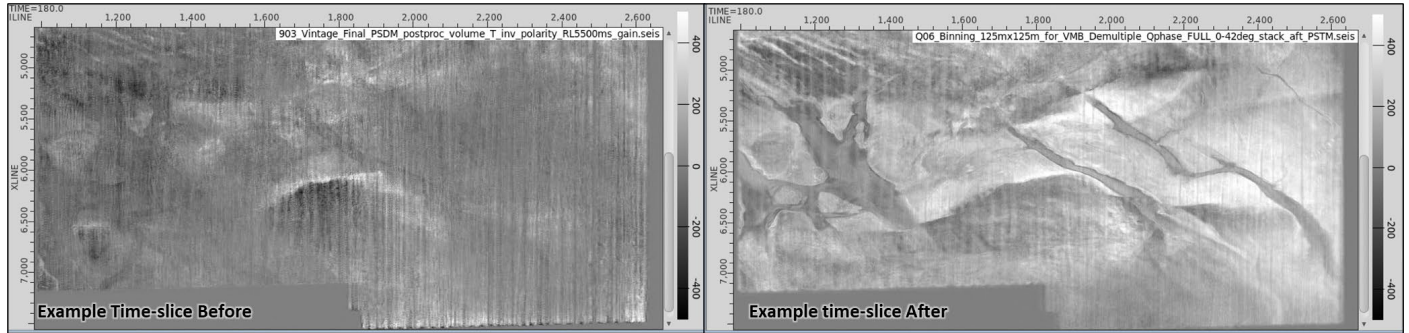 TIME=180.0
ILINE 1,200 1,400 1,600 1,800 2,000 2,200 2,400 2,600
903_Vintage_Final_PSDM_postproc_volume_T_inv_polarity_RL5500ms_gain.seis
XLINE
5,000
5,500
6,000
6,500
7,000
400
200
0
-200
-400
Example Time-slice Before
TIME=180.0
ILINE 1,200 1,400 1,600 1,800 2,000 2,200 2,400 2,600
Q06_Binning_125mx125m_for_VMB_Demultiple_Qphase_FULL_0-42deg_stack_aft_PSTM.seis
XLINE
5,000
5,500
6,000
6,500
7,000
400
200
0
-200
-400
Example time-slice After